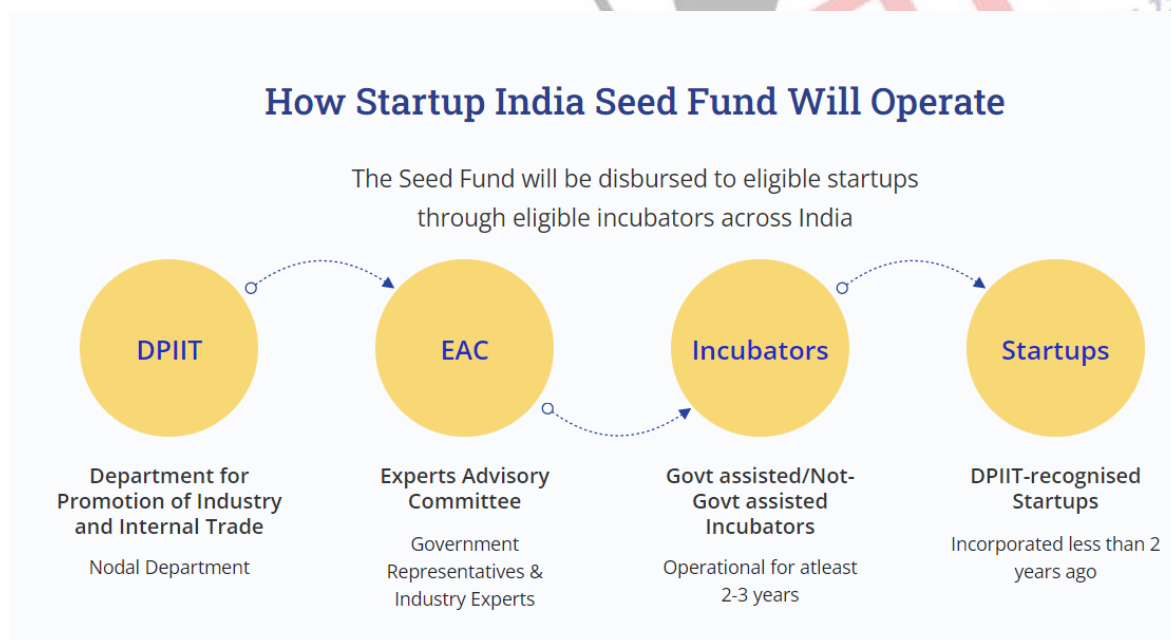 How Startup India Seed Fund Will Operate
The Seed Fund will be disbursed to eligible startups
through eligible incubators across India
DPIIT
EAC
Incubators
Startups
Department for
Promotion of Industry
and Internal Trade
Nodal Department
Experts Advisory
Committee
Government
Representatives &
Industry Experts
Govt assisted/Not-
Govt assisted
Incubators
Operational for atleast
2-3 years
DPIIT-recognised
Startups
Incorporated less than 2
years ago